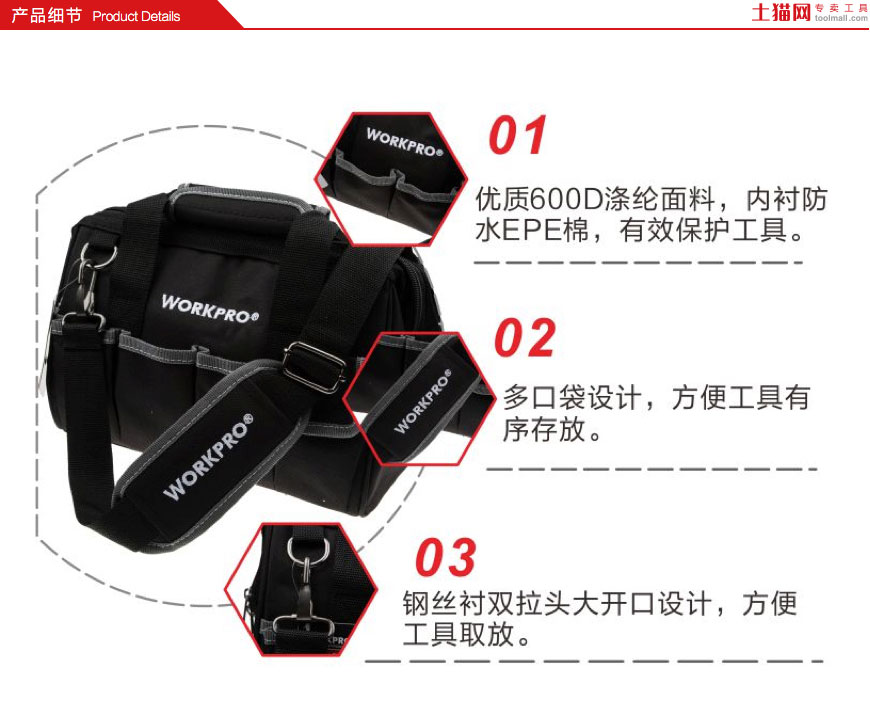 产品细节 Product Details
土猫网 专卖工具
toolmall.com
WORKPRO®
01
优质600D涤纶面料，内衬防
水EPE棉，有效保护工具。
WORKPRO®
02
WORKPRO®
多口袋设计，方便工具有
序存放。
WORKPRO®
03
钢丝衬双拉头大开口设计，方便
工具取放。